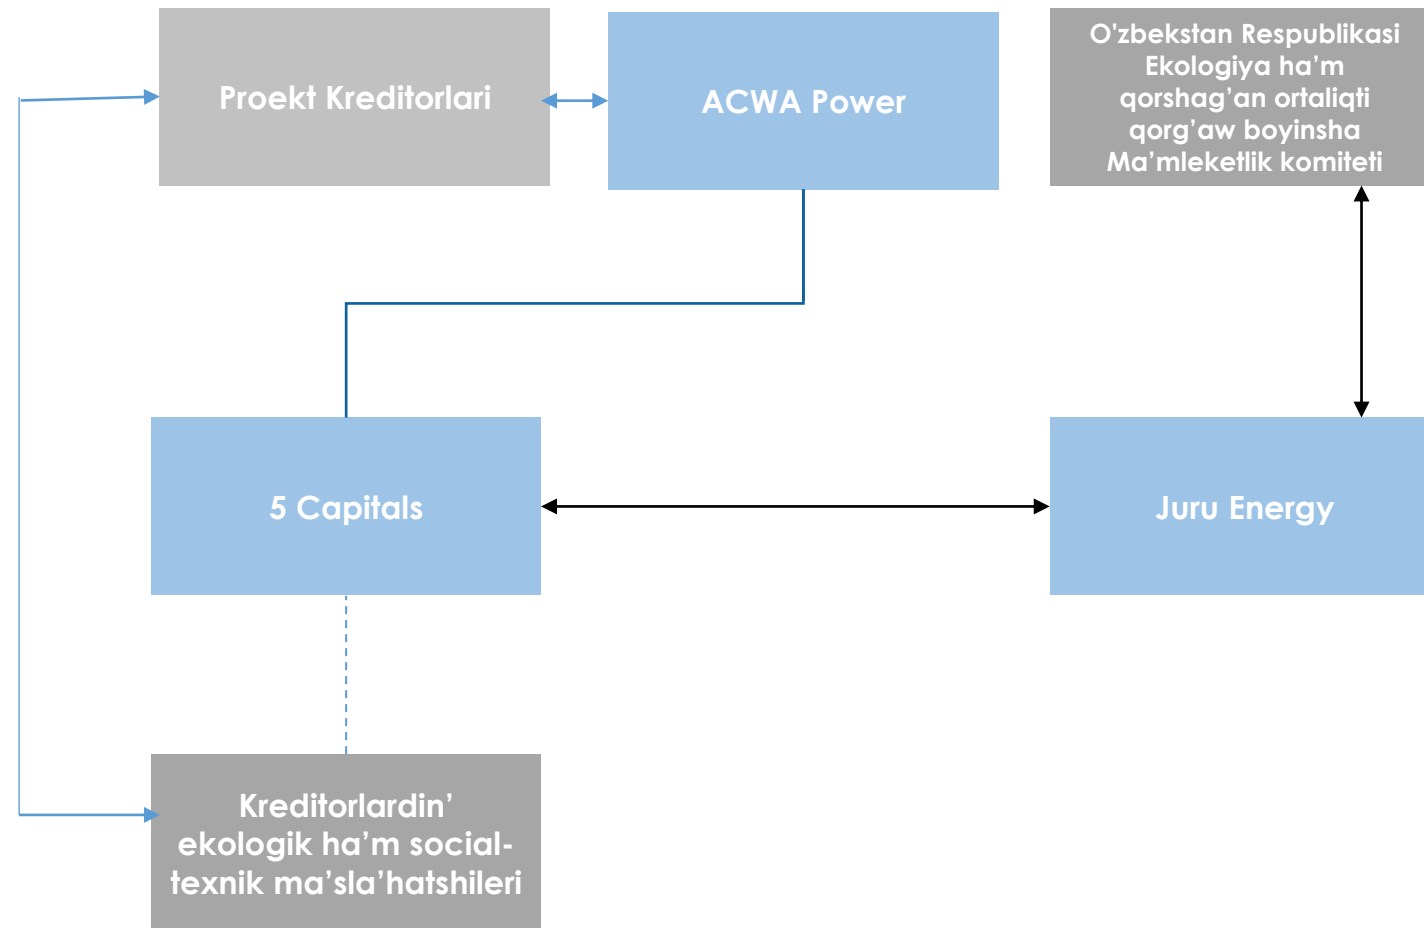 Proekt Kreditorlari
ACWA Power
O'zbekstan Respublikasi
Ekologiya ha’m
qorshag’an ortaliqti
qorg’aw boyinsha
Ma’mleketlik komiteti
5 Capitals
Juru Energy
Kreditorlardin’
ekologik ha’m social-
texnik ma’sla’hatshileri